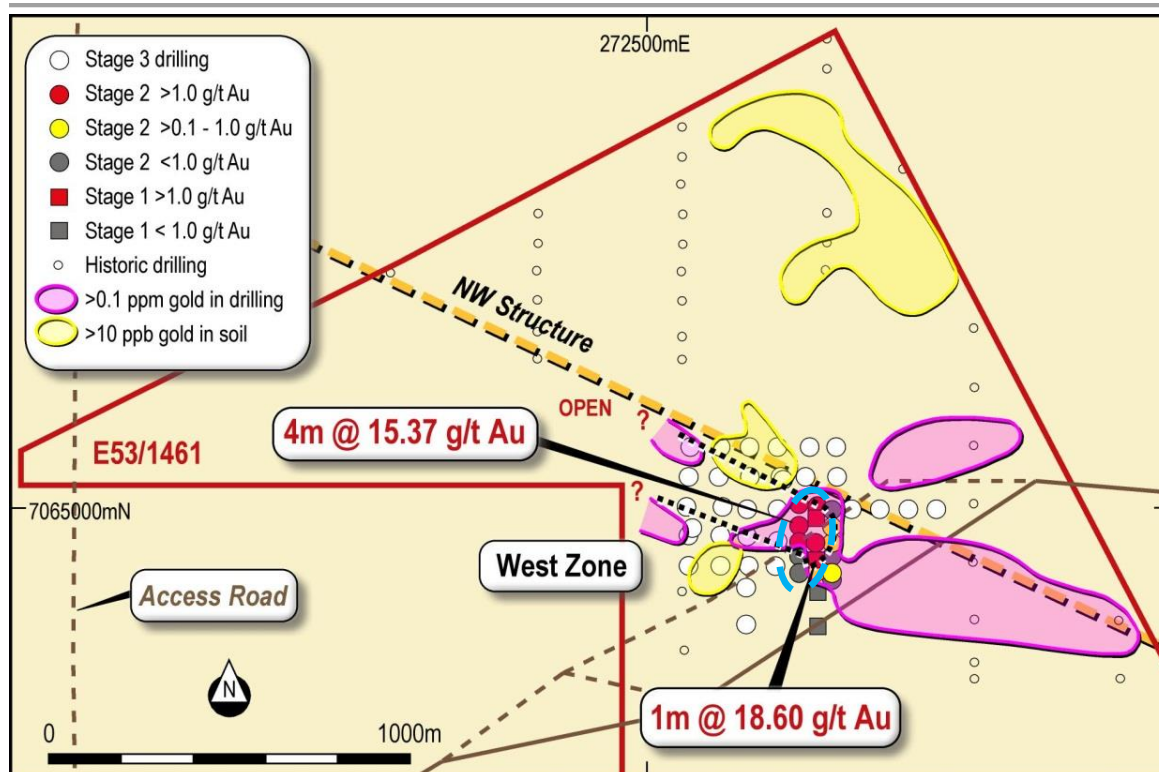 272500mE
Stage 3 drilling
Stage 2 >1.0 g/t Au
Stage 2 >0.1 - 1.0 g/t Au
Stage 2 <1.0 g/t Au
Stage 1 >1.0 g/t Au
Stage 1 < 1.0 g/t Au
Historic drilling
>0.1 ppm gold in drilling
>10 ppb gold in soil
NW Structure
OPEN
?
4m @ 15.37 g/t Au
E53/1461
?
7065000mN
West Zone
Access Road
N
1m @ 18.60 g/t Au
0
1000m